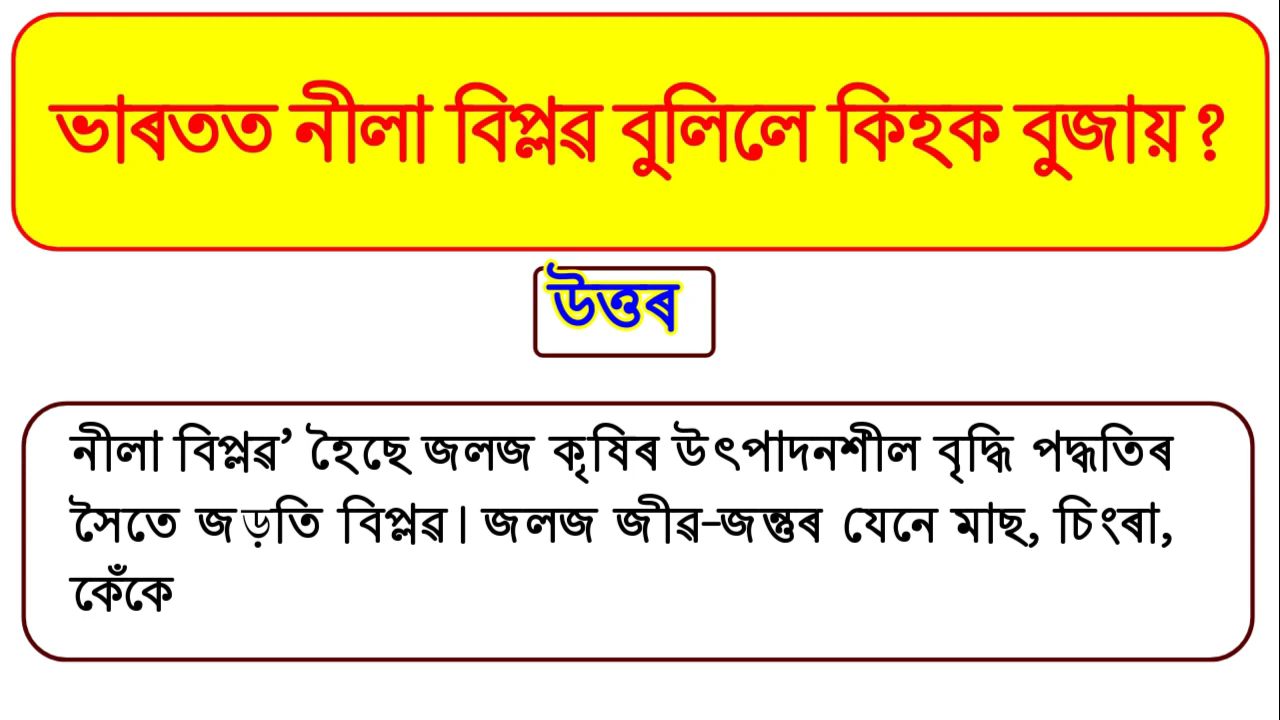 ভাৰতত নীলা বিপ্লৱ বুলিলে কিহক বুজায়?
উত্তৰ
নীলা বিপ্লৱ’ হৈছে জলজ কৃষিৰ উৎপাদনশীল বৃদ্ধি পদ্ধতিৰ
সৈতে জড়তি বিপ্লৱ। জলজ জীৱ-জন্তুৰ যেনে মাছ, চিংৰা,
কেঁকে